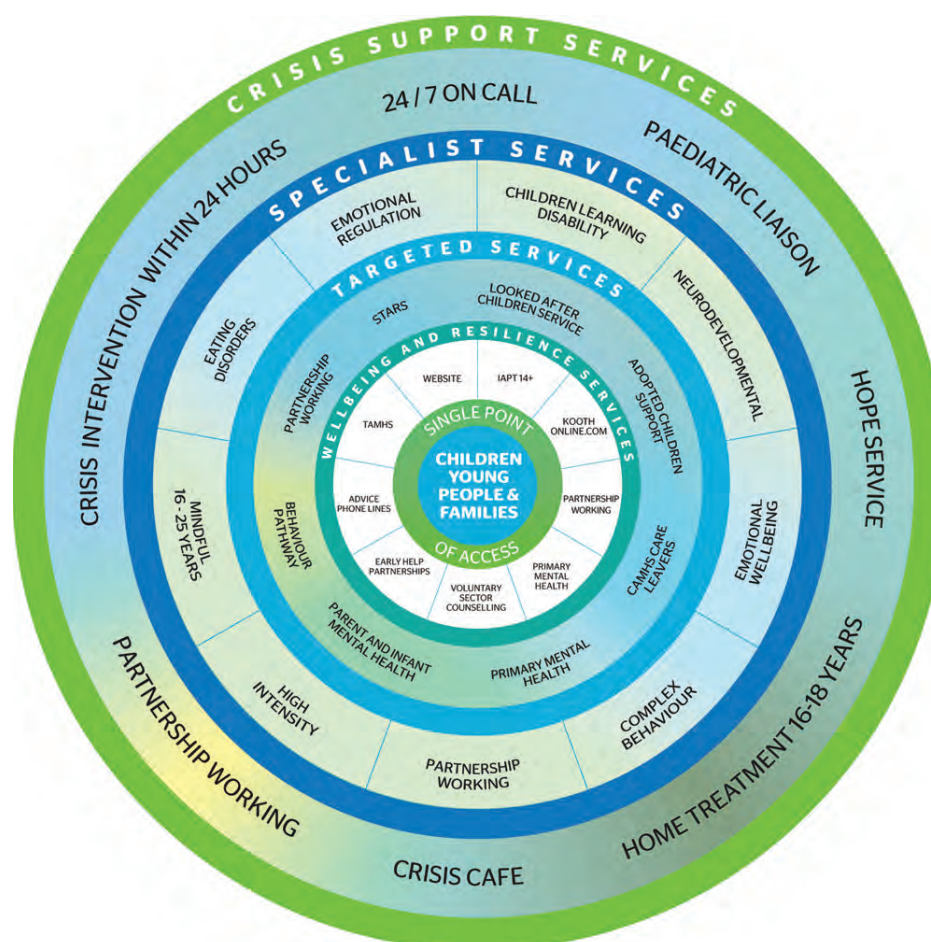 CRISIS SUPPORT SERVICES
24 / 7 ON CALL
PAEDIATRIC LIAISON
HOPE SERVICE
HOME TREATMENT 16-18 YEARS
CRISIS CAFE
PARTNERSHIP WORKING
CRISIS INTERVENTION WITHIN 24 HOURS
SPECIALIST SERVICES
EMOTIONAL
REGULATION
CHILDREN LEARNING
DISABILITY
NEURODEVELOPMENTAL
EMOTIONAL
WELLBEING
COMPLEX
BEHAVIOUR
PARTNERSHIP
WORKING
HIGH
INTENSITY
MINDFUL
16 - 25 YEARS
EATING
DISORDERS
TARGETED SERVICES
STARS
LOOKED AFTER
CHILDREN SERVICE
ADOPTED CHILDREN
SUPPORT
CAMHS CARE
LEAVERS
PRIMARY MENTAL
HEALTH
PARENT AND INFANT
MENTAL HEALTH
BEHAVIOUR
PATHWAY
PARTNERSHIP
WORKING
WELLBEING AND RESILIENCE SERVICES
WEBSITE
IAPT 14+
KOOTH
ONLINE.COM
PARTNERSHIP
WORKING
PRIMARY
MENTAL
HEALTH
VOLUNTARY
SECTOR
COUNSELLING
EARLY HELP
PARTNERSHIPS
ADVICE
PHONE LINES
TAMHS
SINGLE POINT
OF ACCESS
CHILDREN
YOUNG
PEOPLE &
FAMILIES